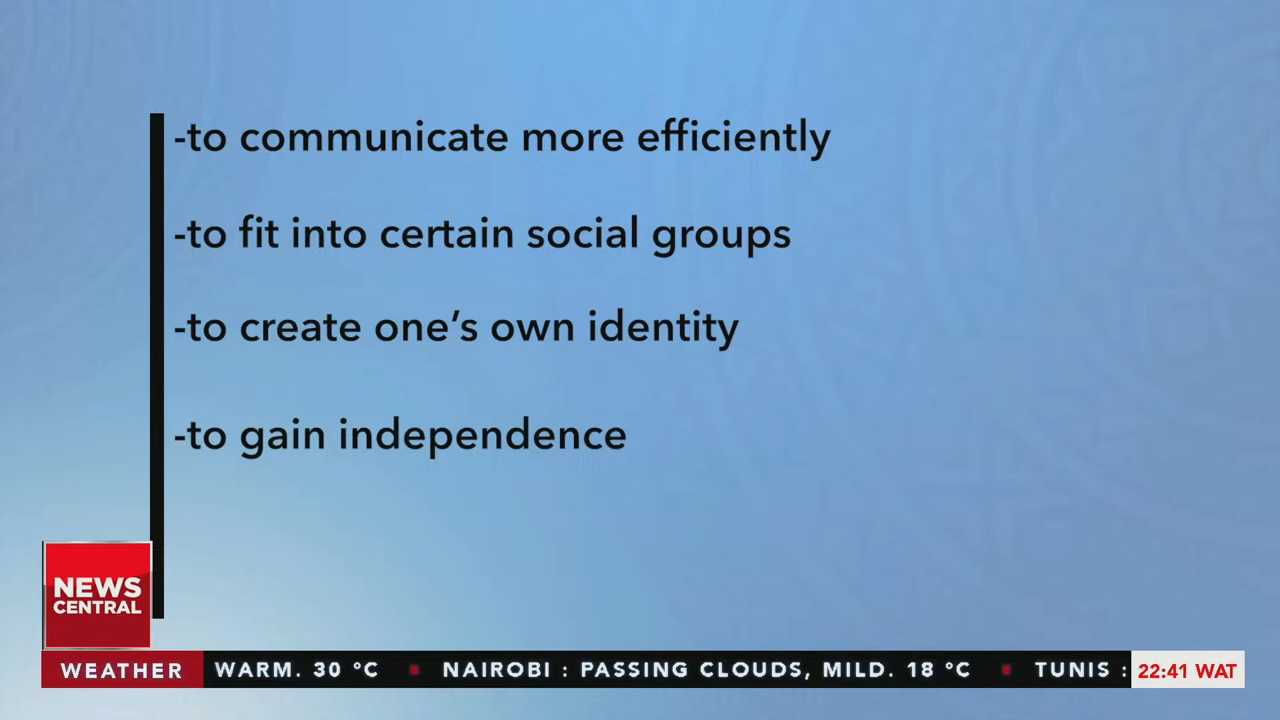 -to communicate more efficiently
-to fit into certain social groups
-to create one’s own identity
-to gain independence
NEWS
CENTRAL
WEATHER WARM. 30 °C NAIROBI : PASSING CLOUDS, MILD. 18 °C TUNIS : 22:41 WAT